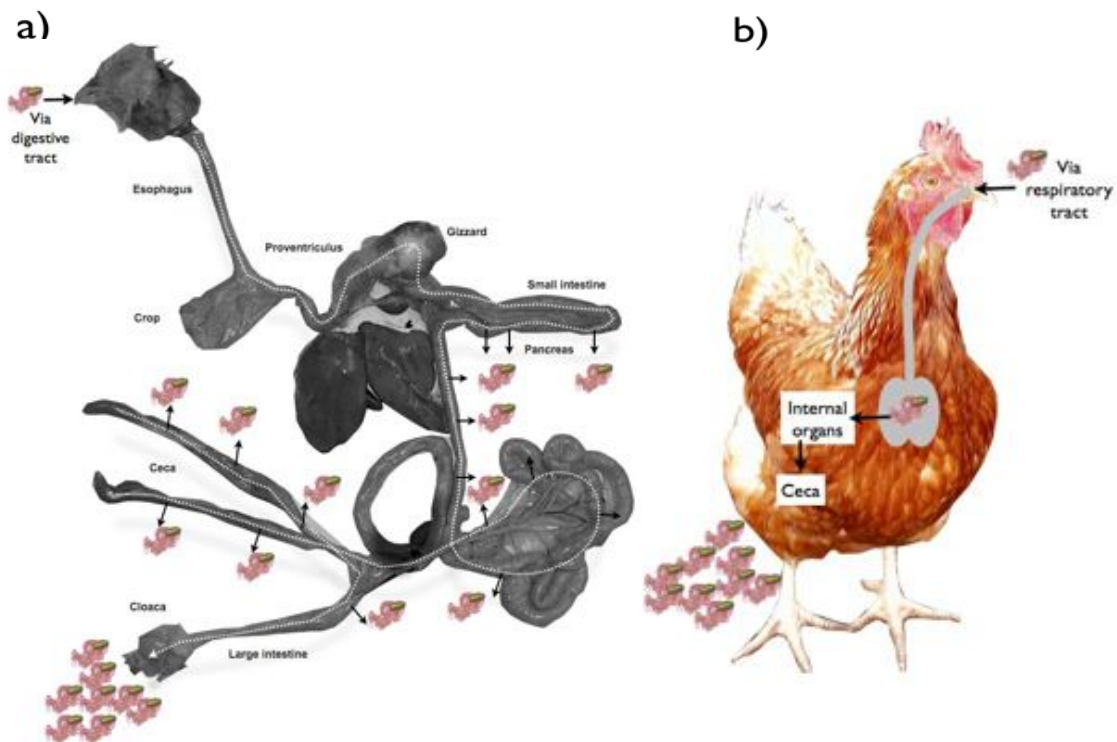 a)
b)
Via
digestive
tract
Esophagus
Proventriculus
Gizzard
Small intestine
Crop
Pancreas
Ceca
Cloaca
Large intestine
Via
respiratory
tract
Internal
organs
Ceca